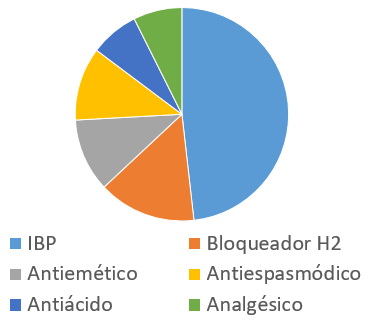 IBP Bloqueador H2
Antiemético Antiespasmódico
Antiácido Analgésico